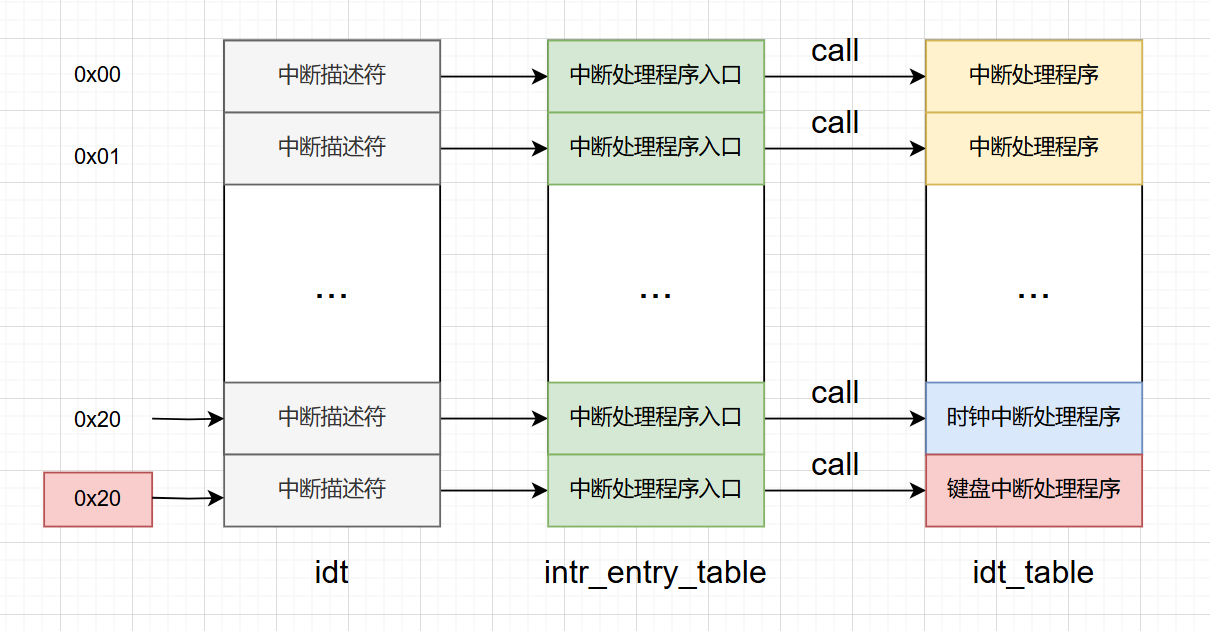 0x00
中断描述符
中断处理程序入口
call
中断处理程序
0x01
中断描述符
中断处理程序入口
call
中断处理程序
...
...
...
0x20
中断描述符
中断处理程序入口
call
时钟中断处理程序
0x20
中断描述符
中断处理程序入口
call
键盘中断处理程序
idt
intr_entry_table
idt_table